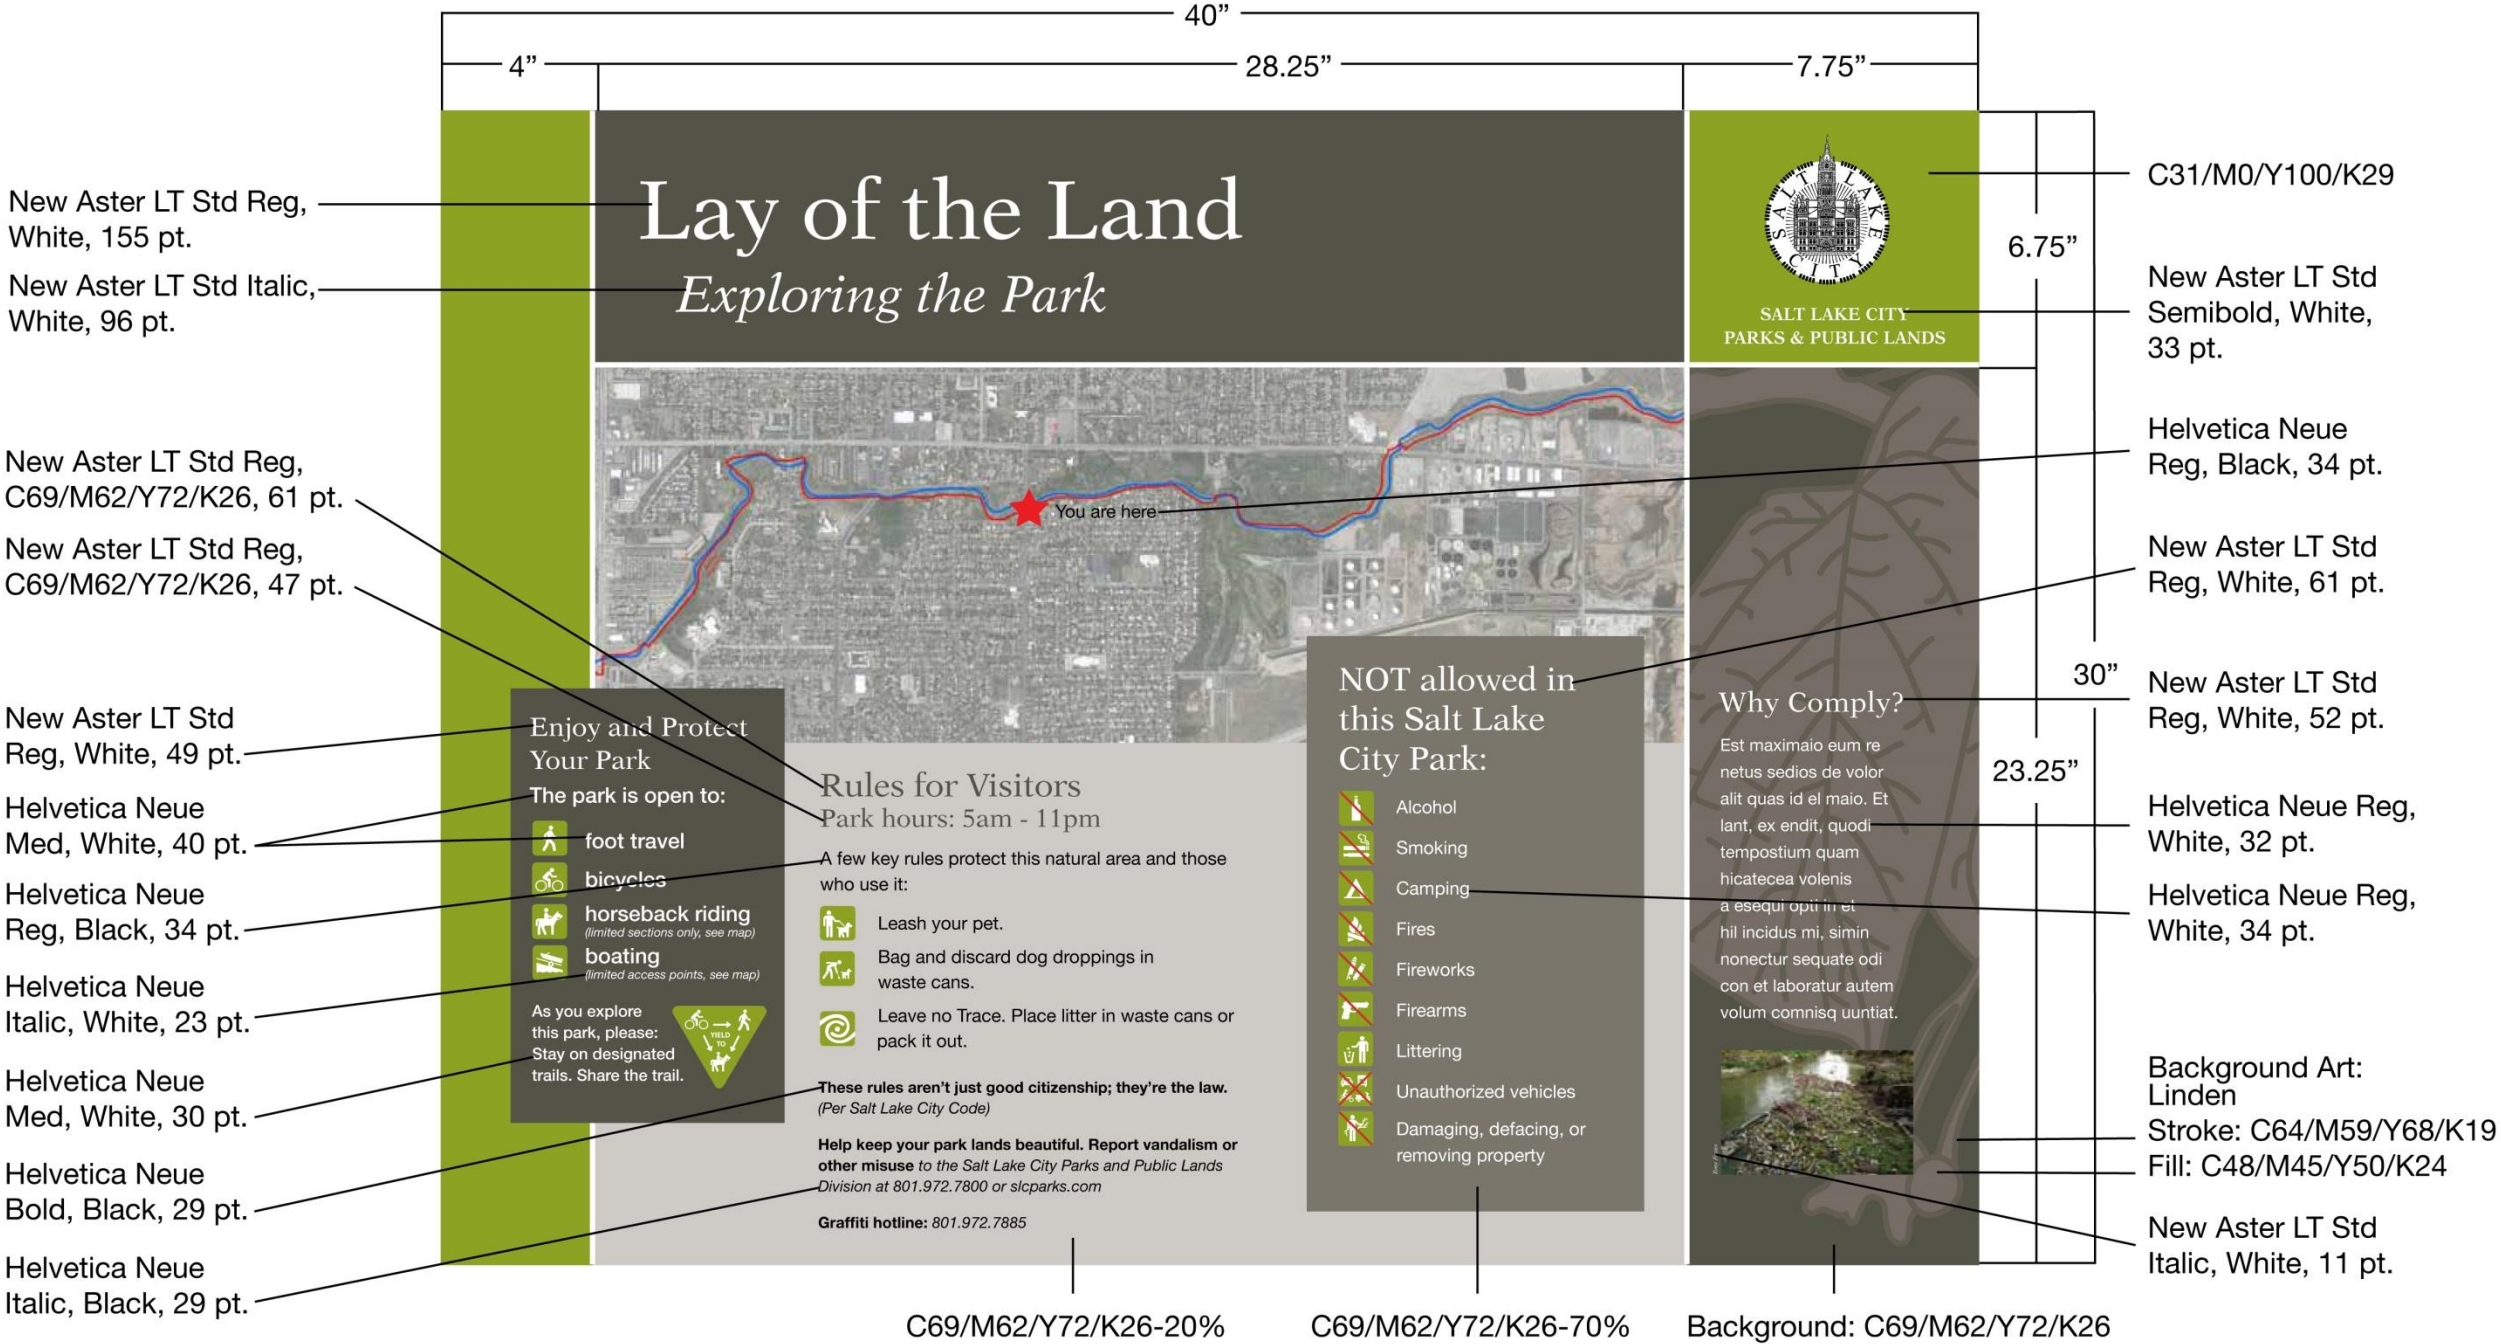 40”
4”
28.25”
7.75”
New Aster LT Std Reg,
White, 155 pt.
New Aster LT Std Italic,
White, 96 pt.
New Aster LT Std Reg,
C69/M62/Y72/K26, 61 pt.
New Aster LT Std Reg,
C69/M62/Y72/K26, 47 pt.
New Aster LT Std
Reg, White, 49 pt.
Helvetica Neue
Med, White, 40 pt.
Helvetica Neue
Reg, Black, 34 pt.
Helvetica Neue
Italic, White, 23 pt.
Helvetica Neue
Med, White, 30 pt.
Helvetica Neue
Bold, Black, 29 pt.
Helvetica Neue
Italic, Black, 29 pt.
Lay of the Land
Exploring the Park
SALT LAKE CITY
SALT LAKE CITY
PARKS & PUBLIC LANDS
You are here
Enjoy and Protect
Your Park
The park is open to:
foot travel
bicycles
horseback riding
(limited sections only, see map)
boating
(limited access points, see map)
As you explore
this park, please:
Stay on designated
trails. Share the trail.
YIELD
TO
Rules for Visitors
Park hours: 5am - 11pm
A few key rules protect this natural area and those
who use it:
Leash your pet.
Bag and discard dog droppings in
waste cans.
Leave no Trace. Place litter in waste cans or
pack it out.
These rules aren’t just good citizenship; they’re the law.
(Per Salt Lake City Code)
Help keep your park lands beautiful. Report vandalism or
other misuse to the Salt Lake City Parks and Public Lands
Division at 801.972.7800 or slcparks.com
Graffiti hotline: 801.972.7885
NOT allowed in
this Salt Lake
City Park:
Alcohol
Smoking
Camping
Fires
Fireworks
Firearms
Littering
Unauthorized vehicles
Damaging, defacing, or
removing property
Why Comply?
Est maximaio eum re
netus sedios de volor
alit quas id el maio. Et
lant, ex endit, quodi
tempostium quam
hicatecea volenis
a esequi opti in et
hil incidus mi, simin
nonectur sequate odi
con et laboratur autem
volum comnisq uuntiat.
6.75”
30”
23.25”
C31/M0/Y100/K29
New Aster LT Std
Semibold, White,
33 pt.
Helvetica Neue
Reg, Black, 34 pt.
New Aster LT Std
Reg, White, 61 pt.
New Aster LT Std
Reg, White, 52 pt.
Helvetica Neue Reg,
White, 32 pt.
Helvetica Neue Reg,
White, 34 pt.
Background Art:
Linden
Stroke: C64/M59/Y68/K19
Fill: C48/M45/Y50/K24
New Aster LT Std
Italic, White, 11 pt.
C69/M62/Y72/K26-20%
C69/M62/Y72/K26-70%
Background: C69/M62/Y72/K26